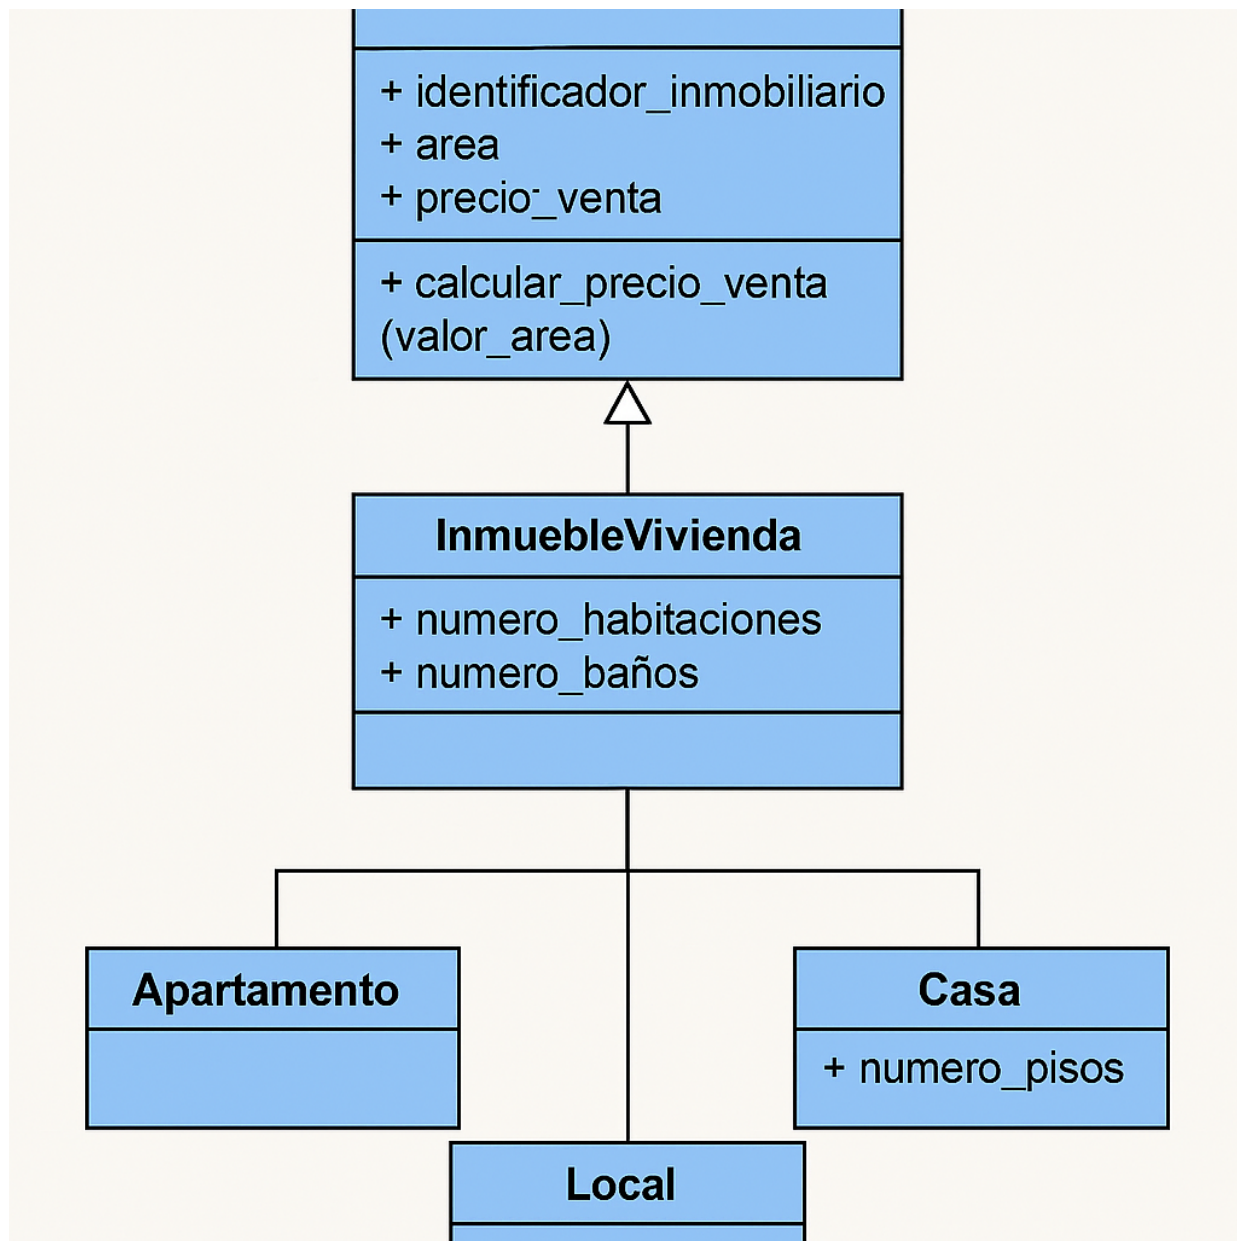 + identificador_inmobiliario
+ area
+ precio_venta
+ calcular_precio_venta
(valor_area)
InmuebleVivienda
+ numero_habitaciones
+ numero_baños
Apartamento
Casa
+ numero_pisos
Local